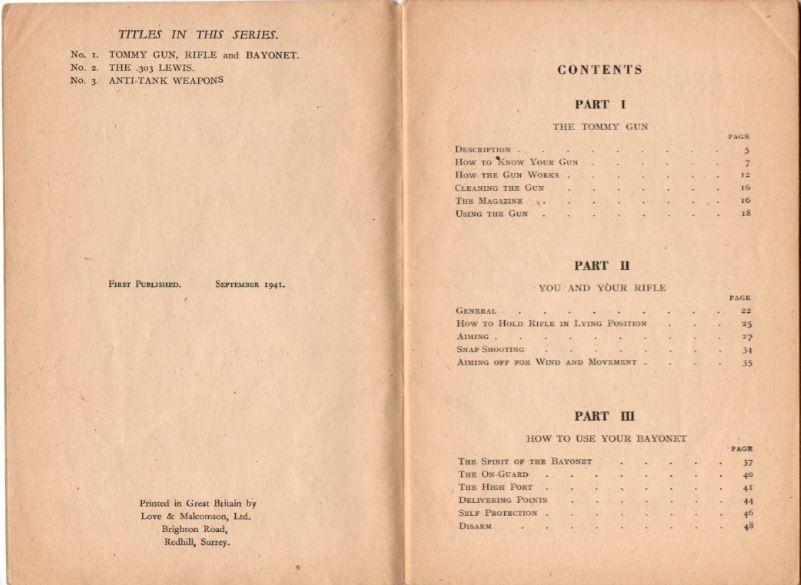 TITLES IN THIS SERIES.
No. 1. TOMMY GUN, RIFLE and BAYONET.
No. 2. THE .303 LEWIS.
No. 3. ANTI-TANK WEAPONS
First Published. September 1941.
Printed in Great Britain by
Love & Malcomson, Ltd.
Brighton Road,
Redhill, Surrey.
CONTENTS
PART I
THE TOMMY GUN
PAGE
Description . . . . . . . . 5
How to Know Your Gun . . . . . . 7
How the Gun Works . . . . . . . 12
Cleaning the Gun . . . . . . . 16
The Magazine . . . . . . . . 16
Using the Gun . . . . . . . . 18
PART II
YOU AND YOUR RIFLE
PAGE
General . . . . . . . . 22
How to Hold Rifle in Lying Position . . . 25
Aiming . . . . . . . . . 27
Snap Shooting . . . . . . . . 34
Aiming off for Wind and Movement . . . . 35
PART III
HOW TO USE YOUR BAYONET
PAGE
The Spirit of the Bayonet . . . . . 37
The On-Guard . . . . . . . . 40
The High Port . . . . . . . . 41
Delivering Points . . . . . . . 44
Self Protection . . . . . . . . 46
Disarm . . . . . . . . 48